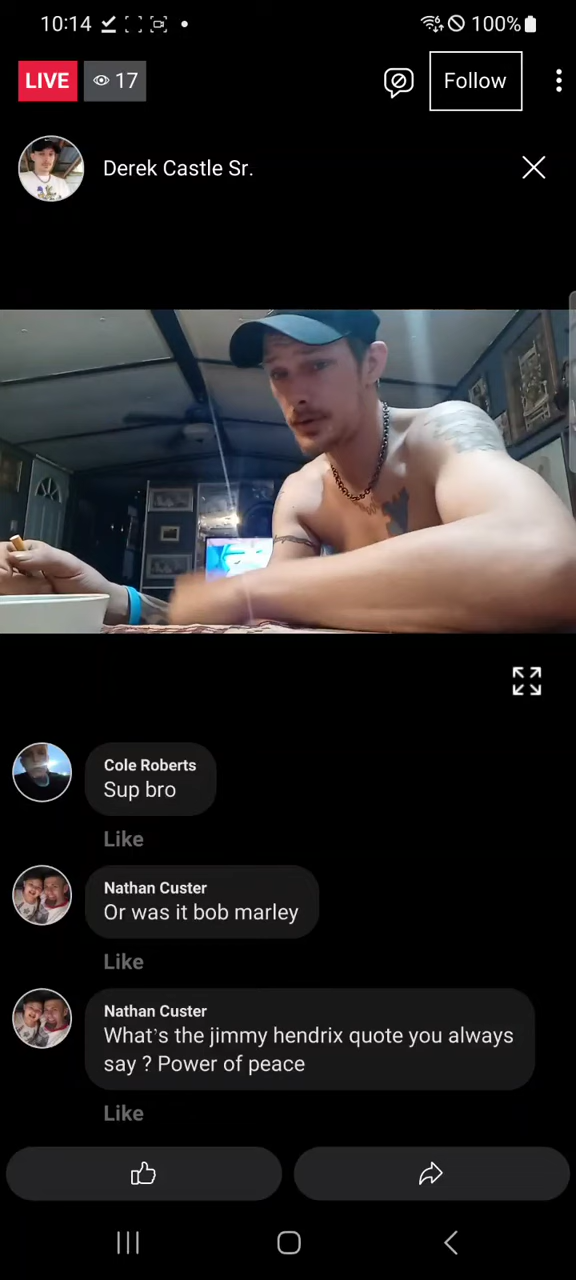 10:14
100%
LIVE
17
Follow
Derek Castle Sr.
Cole Roberts
Sup bro
Like
Nathan Custer
Or was it bob marley
Like
Nathan Custer
What's the jimmy hendrix quote you always
say ? Power of peace
Like